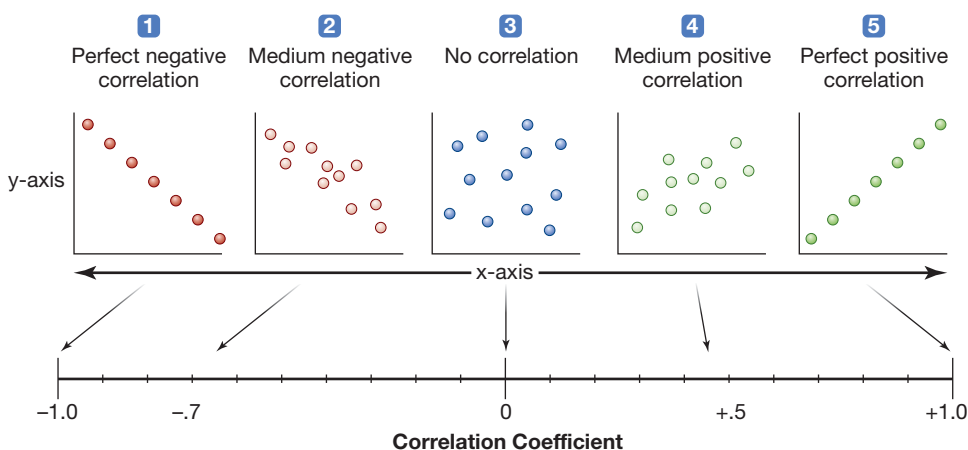 1
Perfect negative
correlation
2
Medium negative
correlation
3
No correlation
4
Medium positive
correlation
5
Perfect positive
correlation
y-axis
x-axis
–1.0
–.7
0
+.5
+1.0
Correlation Coefficient